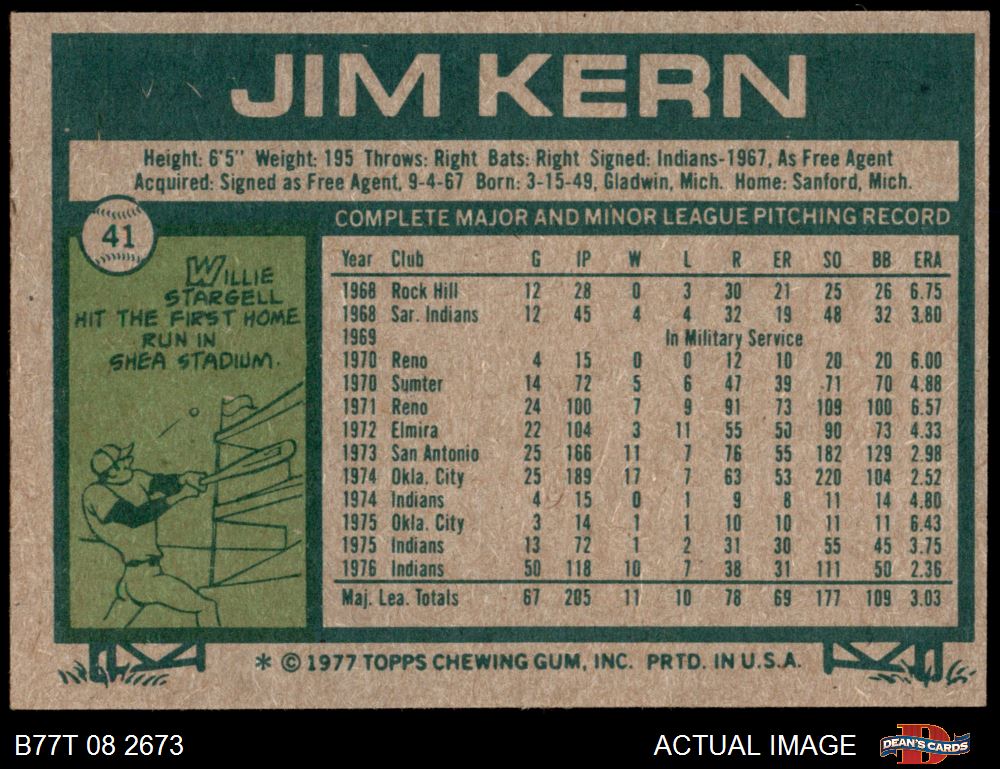 JIM KERN
Height: 6'5" Weight: 195 Throws: Right Bats: Right Signed: Indians-1967, As Free Agent
Acquired: Signed as Free Agent, 9-4-67 Born: 3-15-49, Gladwin, Mich. Home: Sanford, Mich.
41
WILLIE
STARGELL
HIT THE FIRST HOME
RUN IN
SHEA STADIUM.
COMPLETE MAJOR AND MINOR LEAGUE PITCHING RECORD
Year Club G IP W L R ER SO BB ERA
1968 Rock Hill 12 28 0 3 30 21 25 26 6.75
1968 Sar. Indians 12 45 4 4 32 19 48 32 3.80
1969 In Military Service
1970 Reno 4 15 0 0 12 10 20 20 6.00
1970 Sumter 14 72 5 6 47 39 71 70 4.88
1971 Reno 24 100 7 9 91 73 109 100 6.57
1972 Elmira 22 104 3 11 55 50 90 73 4.33
1973 San Antonio 25 166 11 7 76 55 182 129 2.98
1974 Okla. City 25 189 17 7 63 53 220 104 2.52
1974 Indians 4 15 0 1 9 8 11 14 4.80
1975 Okla. City 3 14 1 1 10 10 11 11 6.43
1975 Indians 13 72 1 2 31 30 55 45 3.75
1976 Indians 50 118 10 7 38 31 111 50 2.36
Maj. Lea. Totals 67 205 11 10 78 69 177 109 3.03
* © 1977 TOPPS CHEWING GUM, INC. PRTD. IN U.S.A.
B77T 08 2673
ACTUAL IMAGE
DEAN'S CARDS